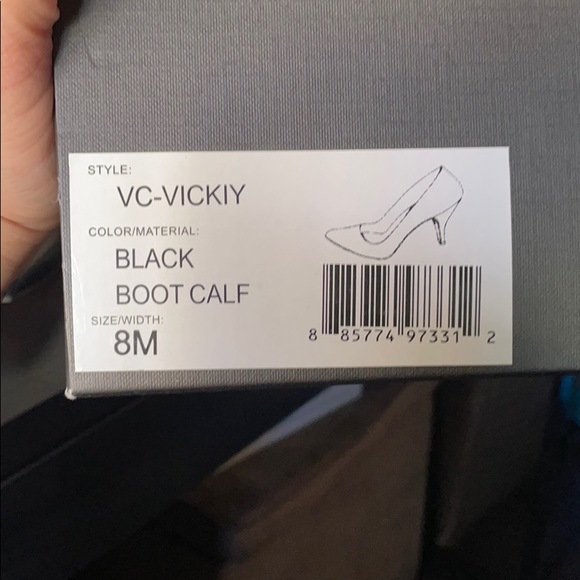 STYLE:
VC-VICKIY
COLOR/MATERIAL:
BLACK
BOOT CALF
SIZE/WIDTH:
8M
8 85774 97331 2